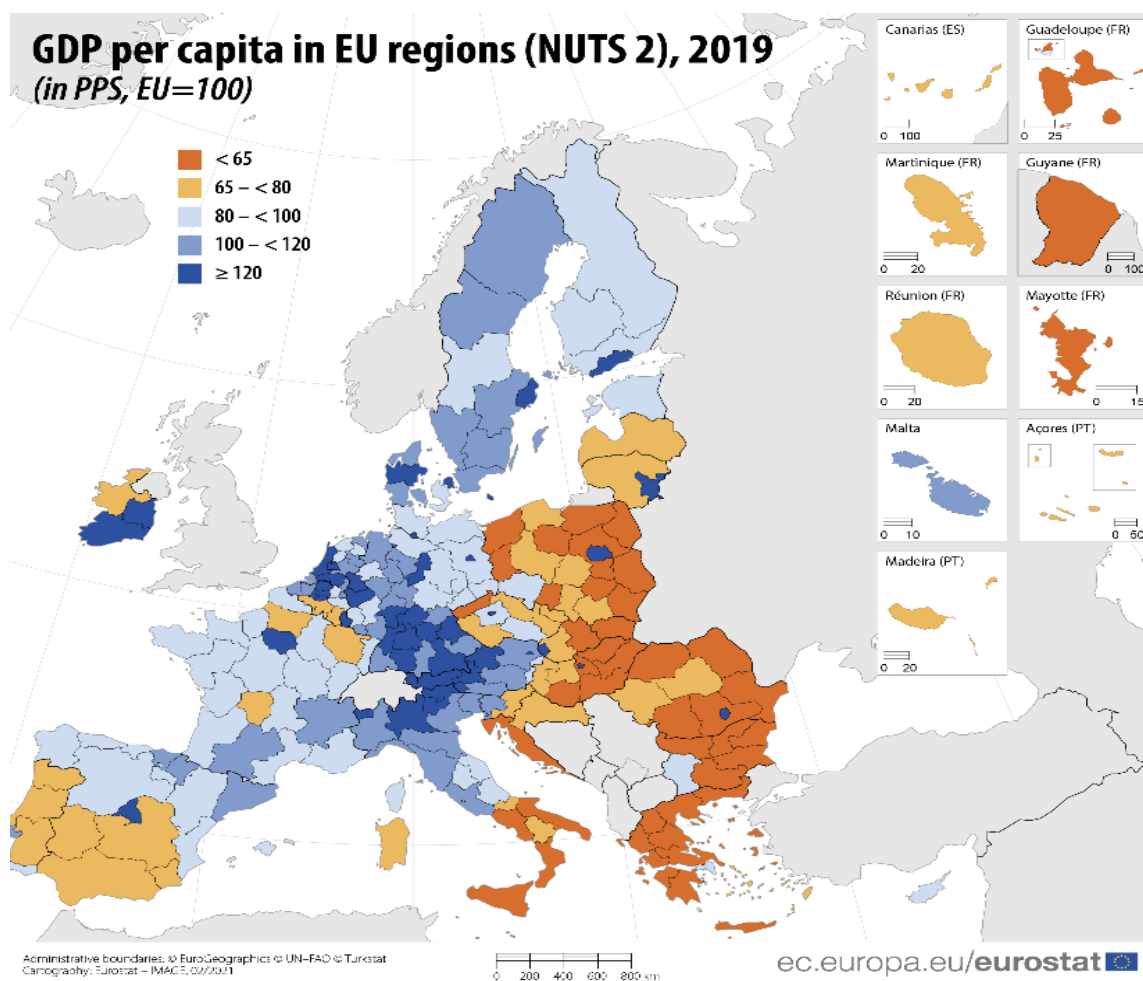 GDP per capita in EU regions (NUTS 2), 2019
(in PPS, EU=100)
< 65
65 – < 80
80 – < 100
100 – < 120
≥ 120
Canarias (ES)
0 100
Guadeloupe (FR)
0 25
Martinique (FR)
0 20
Guyane (FR)
0 100
Réunion (FR)
0 20
Mayotte (FR)
0 15
Malta
0 10
Açores (PT)
0 50
Madeira (PT)
0 20
Administrative boundaries: © EuroGeographics © UN–FAO © Turkstat
Cartography: Eurostat – IMAGE, 02/2021
0 200 400 600 800 km
ec.europa.eu/eurostat